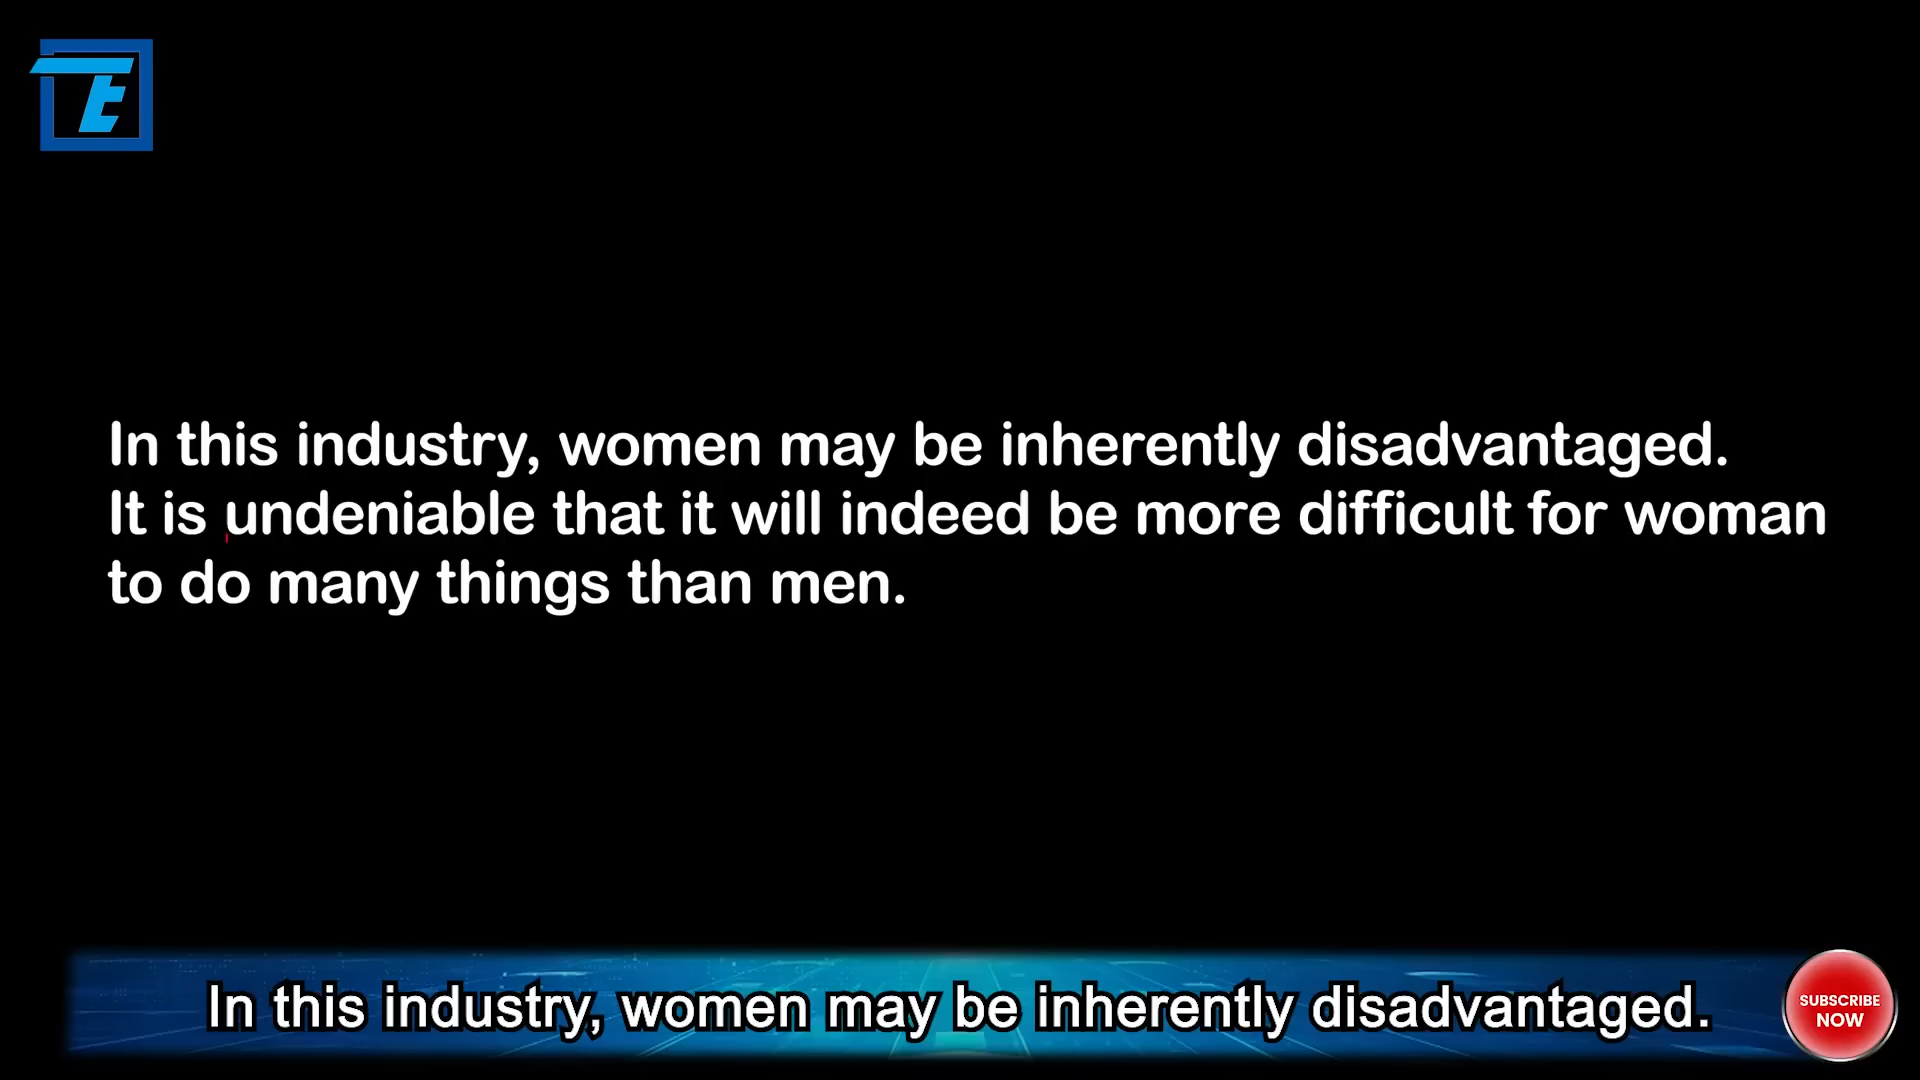 TE
In this industry, women may be inherently disadvantaged.
It is undeniable that it will indeed be more difficult for woman
to do many things than men.
In this industry, women may be inherently disadvantaged.
SUBSCRIBE
NOW